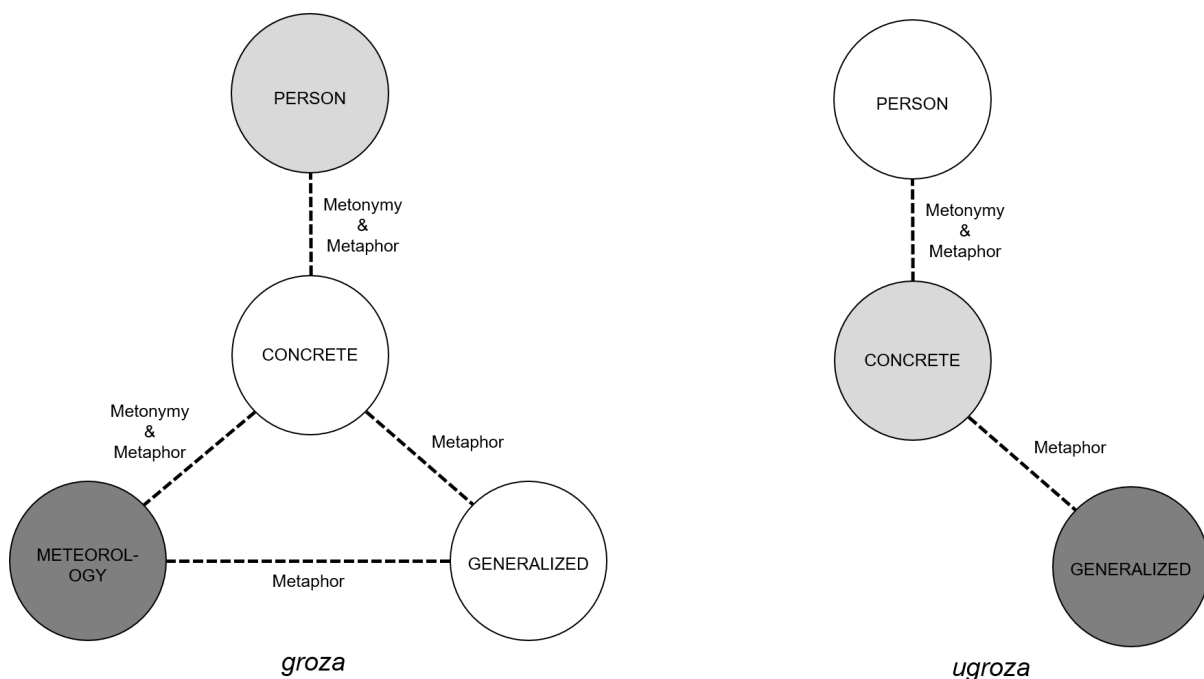 PERSON
Metonymy
&
Metaphor
CONCRETE
Metonymy
&
Metaphor
Metaphor
METEOROL-
OGY
Metaphor
GENERALIZED
groza
PERSON
Metonymy
&
Metaphor
CONCRETE
Metaphor
GENERALIZED
ugroza